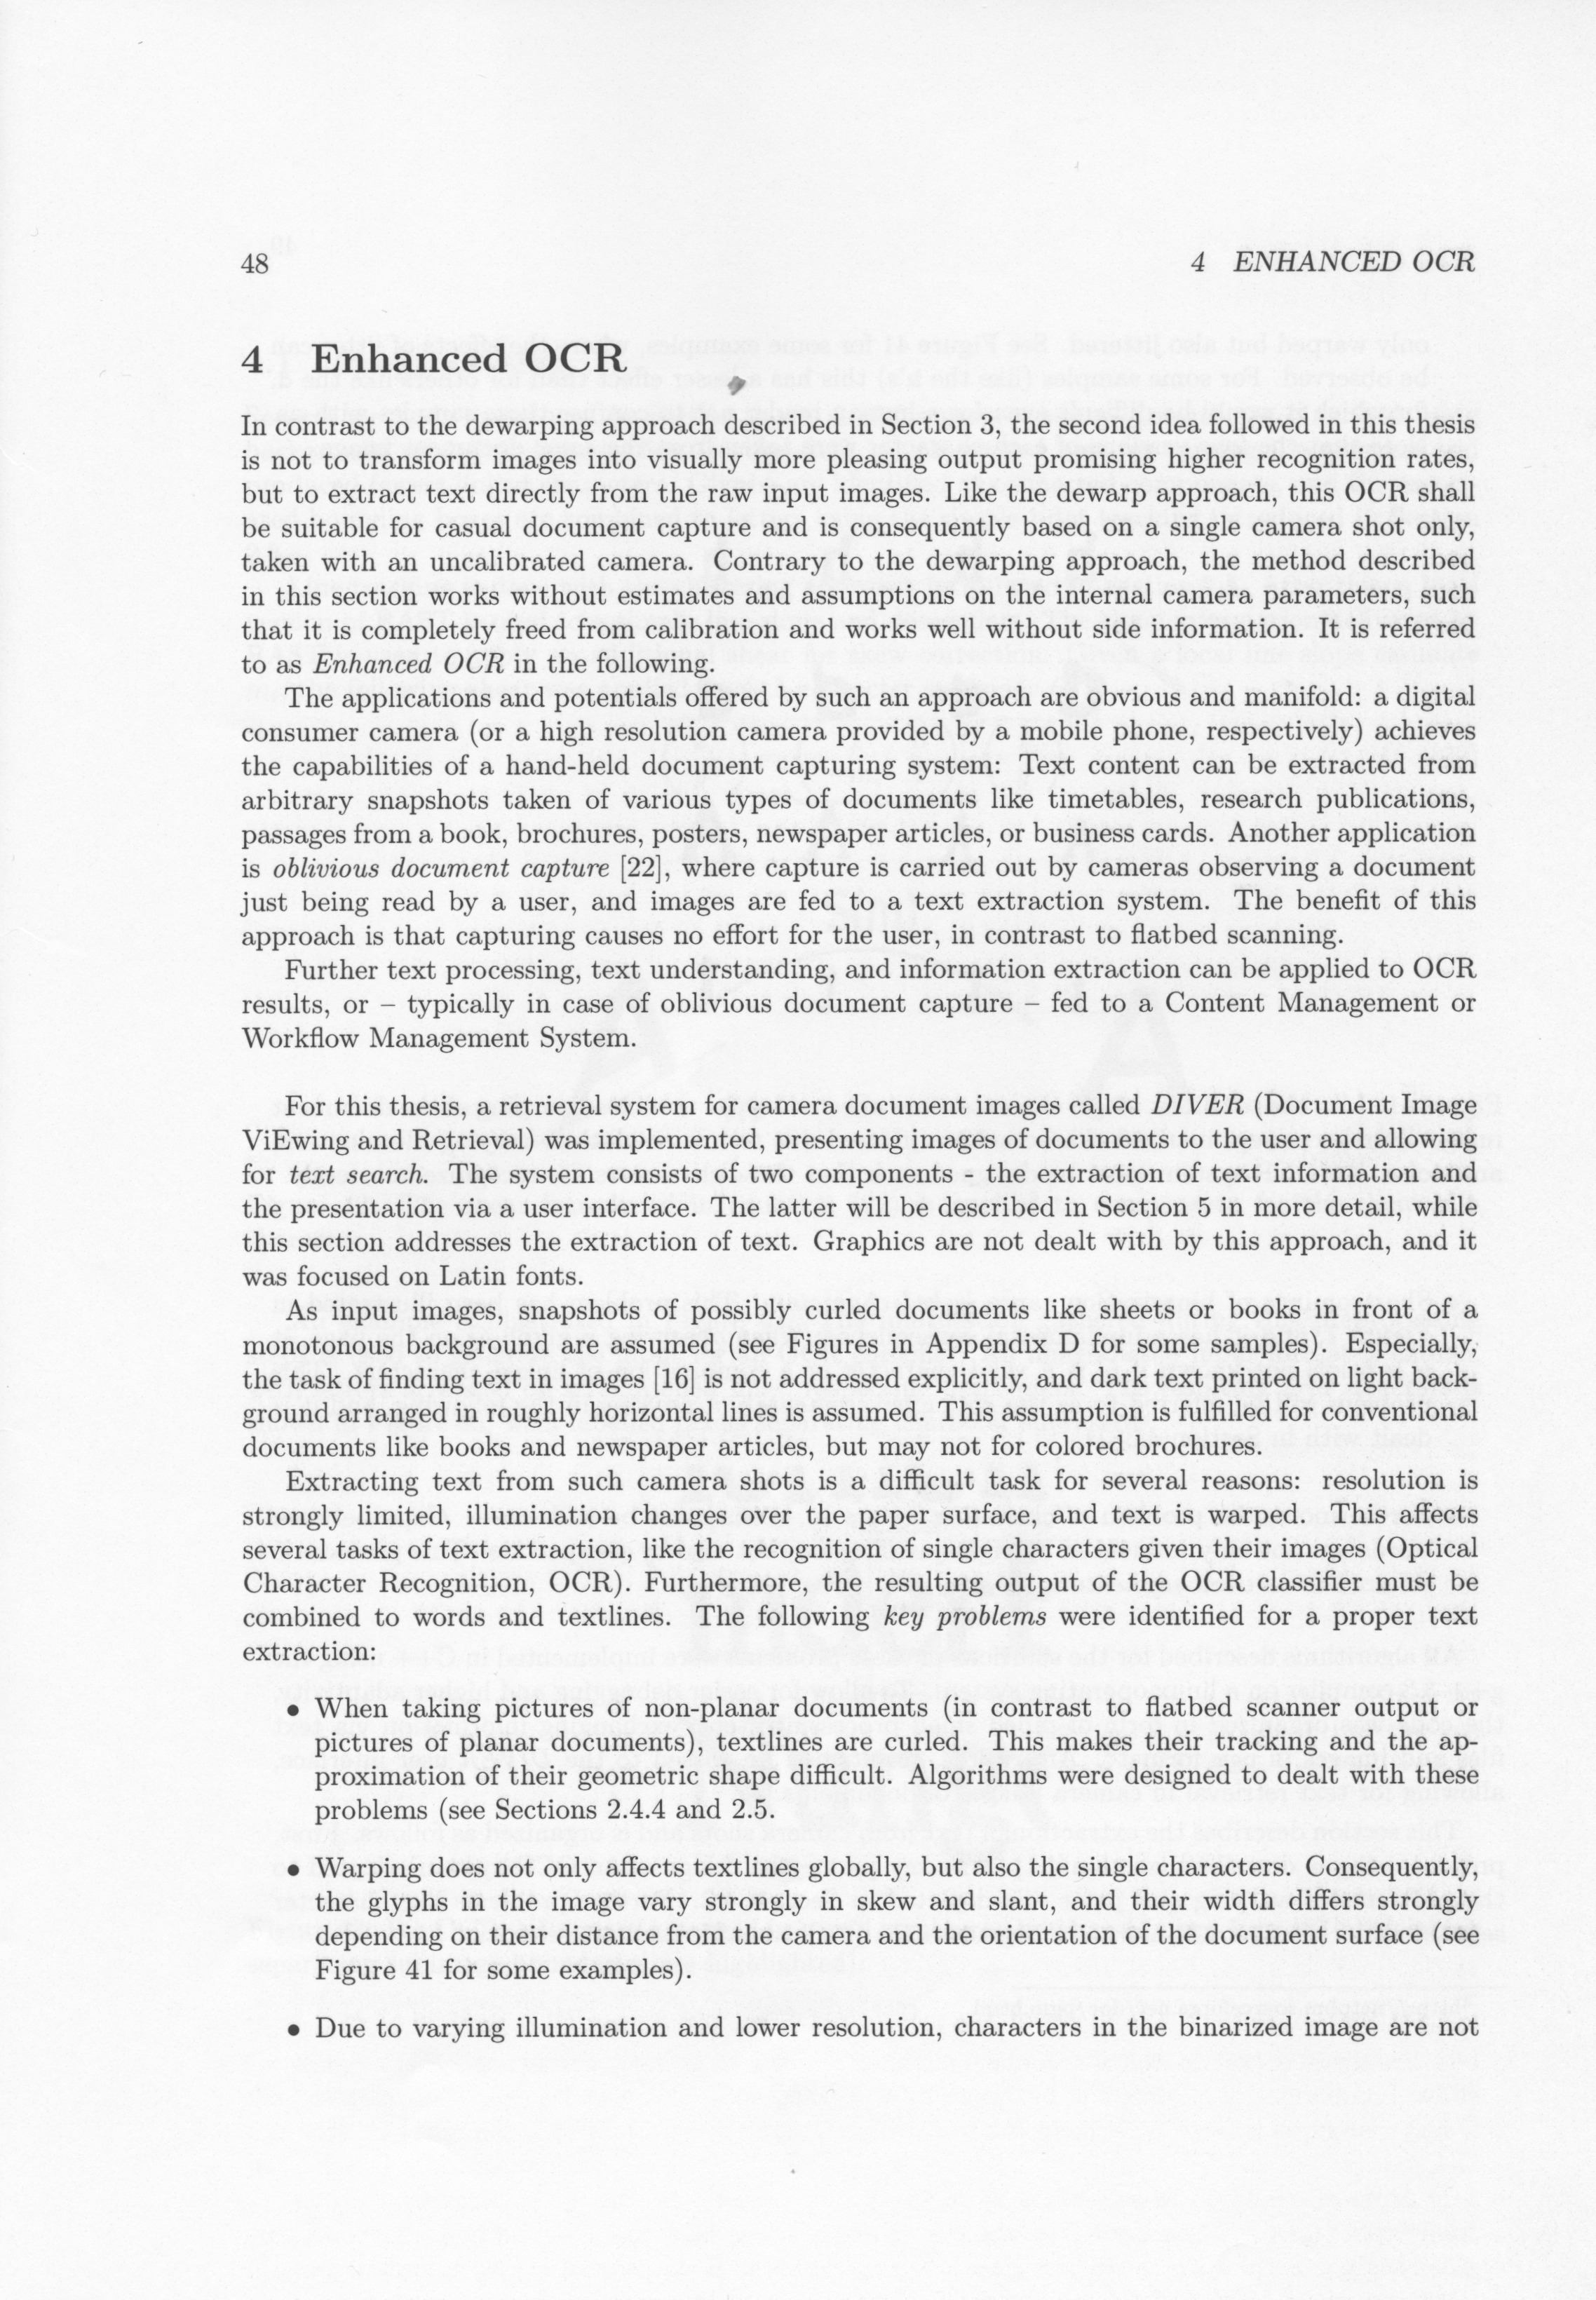 48
4 ENHANCED OCR
4 Enhanced OCR
In contrast to the dewarping approach described in Section 3, the second idea followed in this thesis
is not to transform images into visually more pleasing output promising higher recognition rates,
but to extract text directly from the raw input images. Like the dewarp approach, this OCR shall
be suitable for casual document capture and is consequently based on a single camera shot only,
taken with an uncalibrated camera. Contrary to the dewarping approach, the method described
in this section works without estimates and assumptions on the internal camera parameters, such
that it is completely freed from calibration and works well without side information. It is referred
to as Enhanced OCR in the following.
The applications and potentials offered by such an approach are obvious and manifold: a digital
consumer camera (or a high resolution camera provided by a mobile phone, respectively) achieves
the capabilities of a hand-held document capturing system: Text content can be extracted from
arbitrary snapshots taken of various types of documents like timetables, research publications,
passages from a book, brochures, posters, newspaper articles, or business cards. Another application
is oblivious document capture [22], where capture is carried out by cameras observing a document
just being read by a user, and images are fed to a text extraction system. The benefit of this
approach is that capturing causes no effort for the user, in contrast to flatbed scanning.
Further text processing, text understanding, and information extraction can be applied to OCR
results, or – typically in case of oblivious document capture – fed to a Content Management or
Workflow Management System.
For this thesis, a retrieval system for camera document images called DIVER (Document Image
ViEwing and Retrieval) was implemented, presenting images of documents to the user and allowing
for text search. The system consists of two components - the extraction of text information and
the presentation via a user interface. The latter will be described in Section 5 in more detail, while
this section addresses the extraction of text. Graphics are not dealt with by this approach, and it
was focused on Latin fonts.
As input images, snapshots of possibly curled documents like sheets or books in front of a
monotonous background are assumed (see Figures in Appendix D for some samples). Especially,
the task of finding text in images [16] is not addressed explicitly, and dark text printed on light back-
ground arranged in roughly horizontal lines is assumed. This assumption is fulfilled for conventional
documents like books and newspaper articles, but may not for colored brochures.
Extracting text from such camera shots is a difficult task for several reasons: resolution is
strongly limited, illumination changes over the paper surface, and text is warped. This affects
several tasks of text extraction, like the recognition of single characters given their images (Optical
Character Recognition, OCR). Furthermore, the resulting output of the OCR classifier must be
combined to words and textlines. The following key problems were identified for a proper text
extraction:
• When taking pictures of non-planar documents (in contrast to flatbed scanner output or
pictures of planar documents), textlines are curled. This makes their tracking and the ap-
proximation of their geometric shape difficult. Algorithms were designed to dealt with these
problems (see Sections 2.4.4 and 2.5.
• Warping does not only affects textlines globally, but also the single characters. Consequently,
the glyphs in the image vary strongly in skew and slant, and their width differs strongly
depending on their distance from the camera and the orientation of the document surface (see
Figure 41 for some examples).
• Due to varying illumination and lower resolution, characters in the binarized image are not